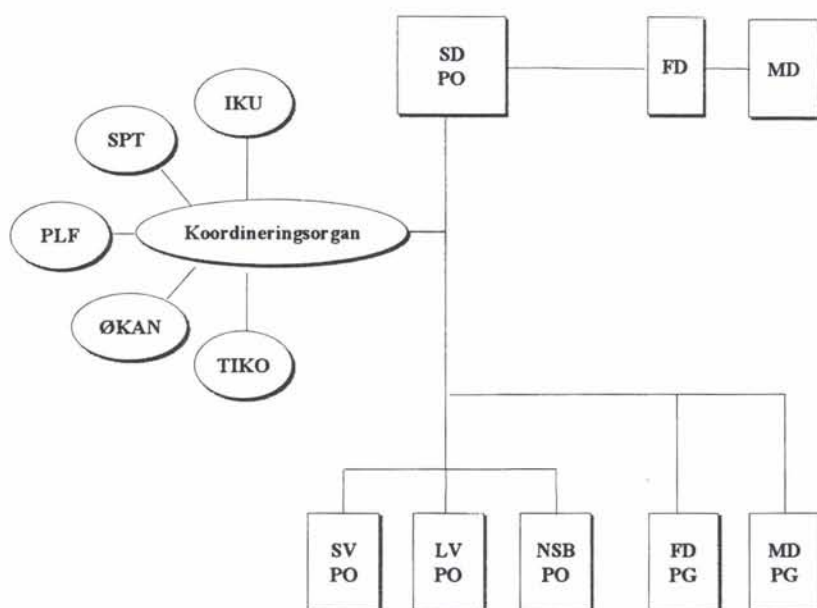 SD
PO
FD
MD
IKU
SPT
PLF
Koordineringsorgan
ØKAN
TIKO
SV
PO
LV
PO
NSB
PO
FD
PG
MD
PG